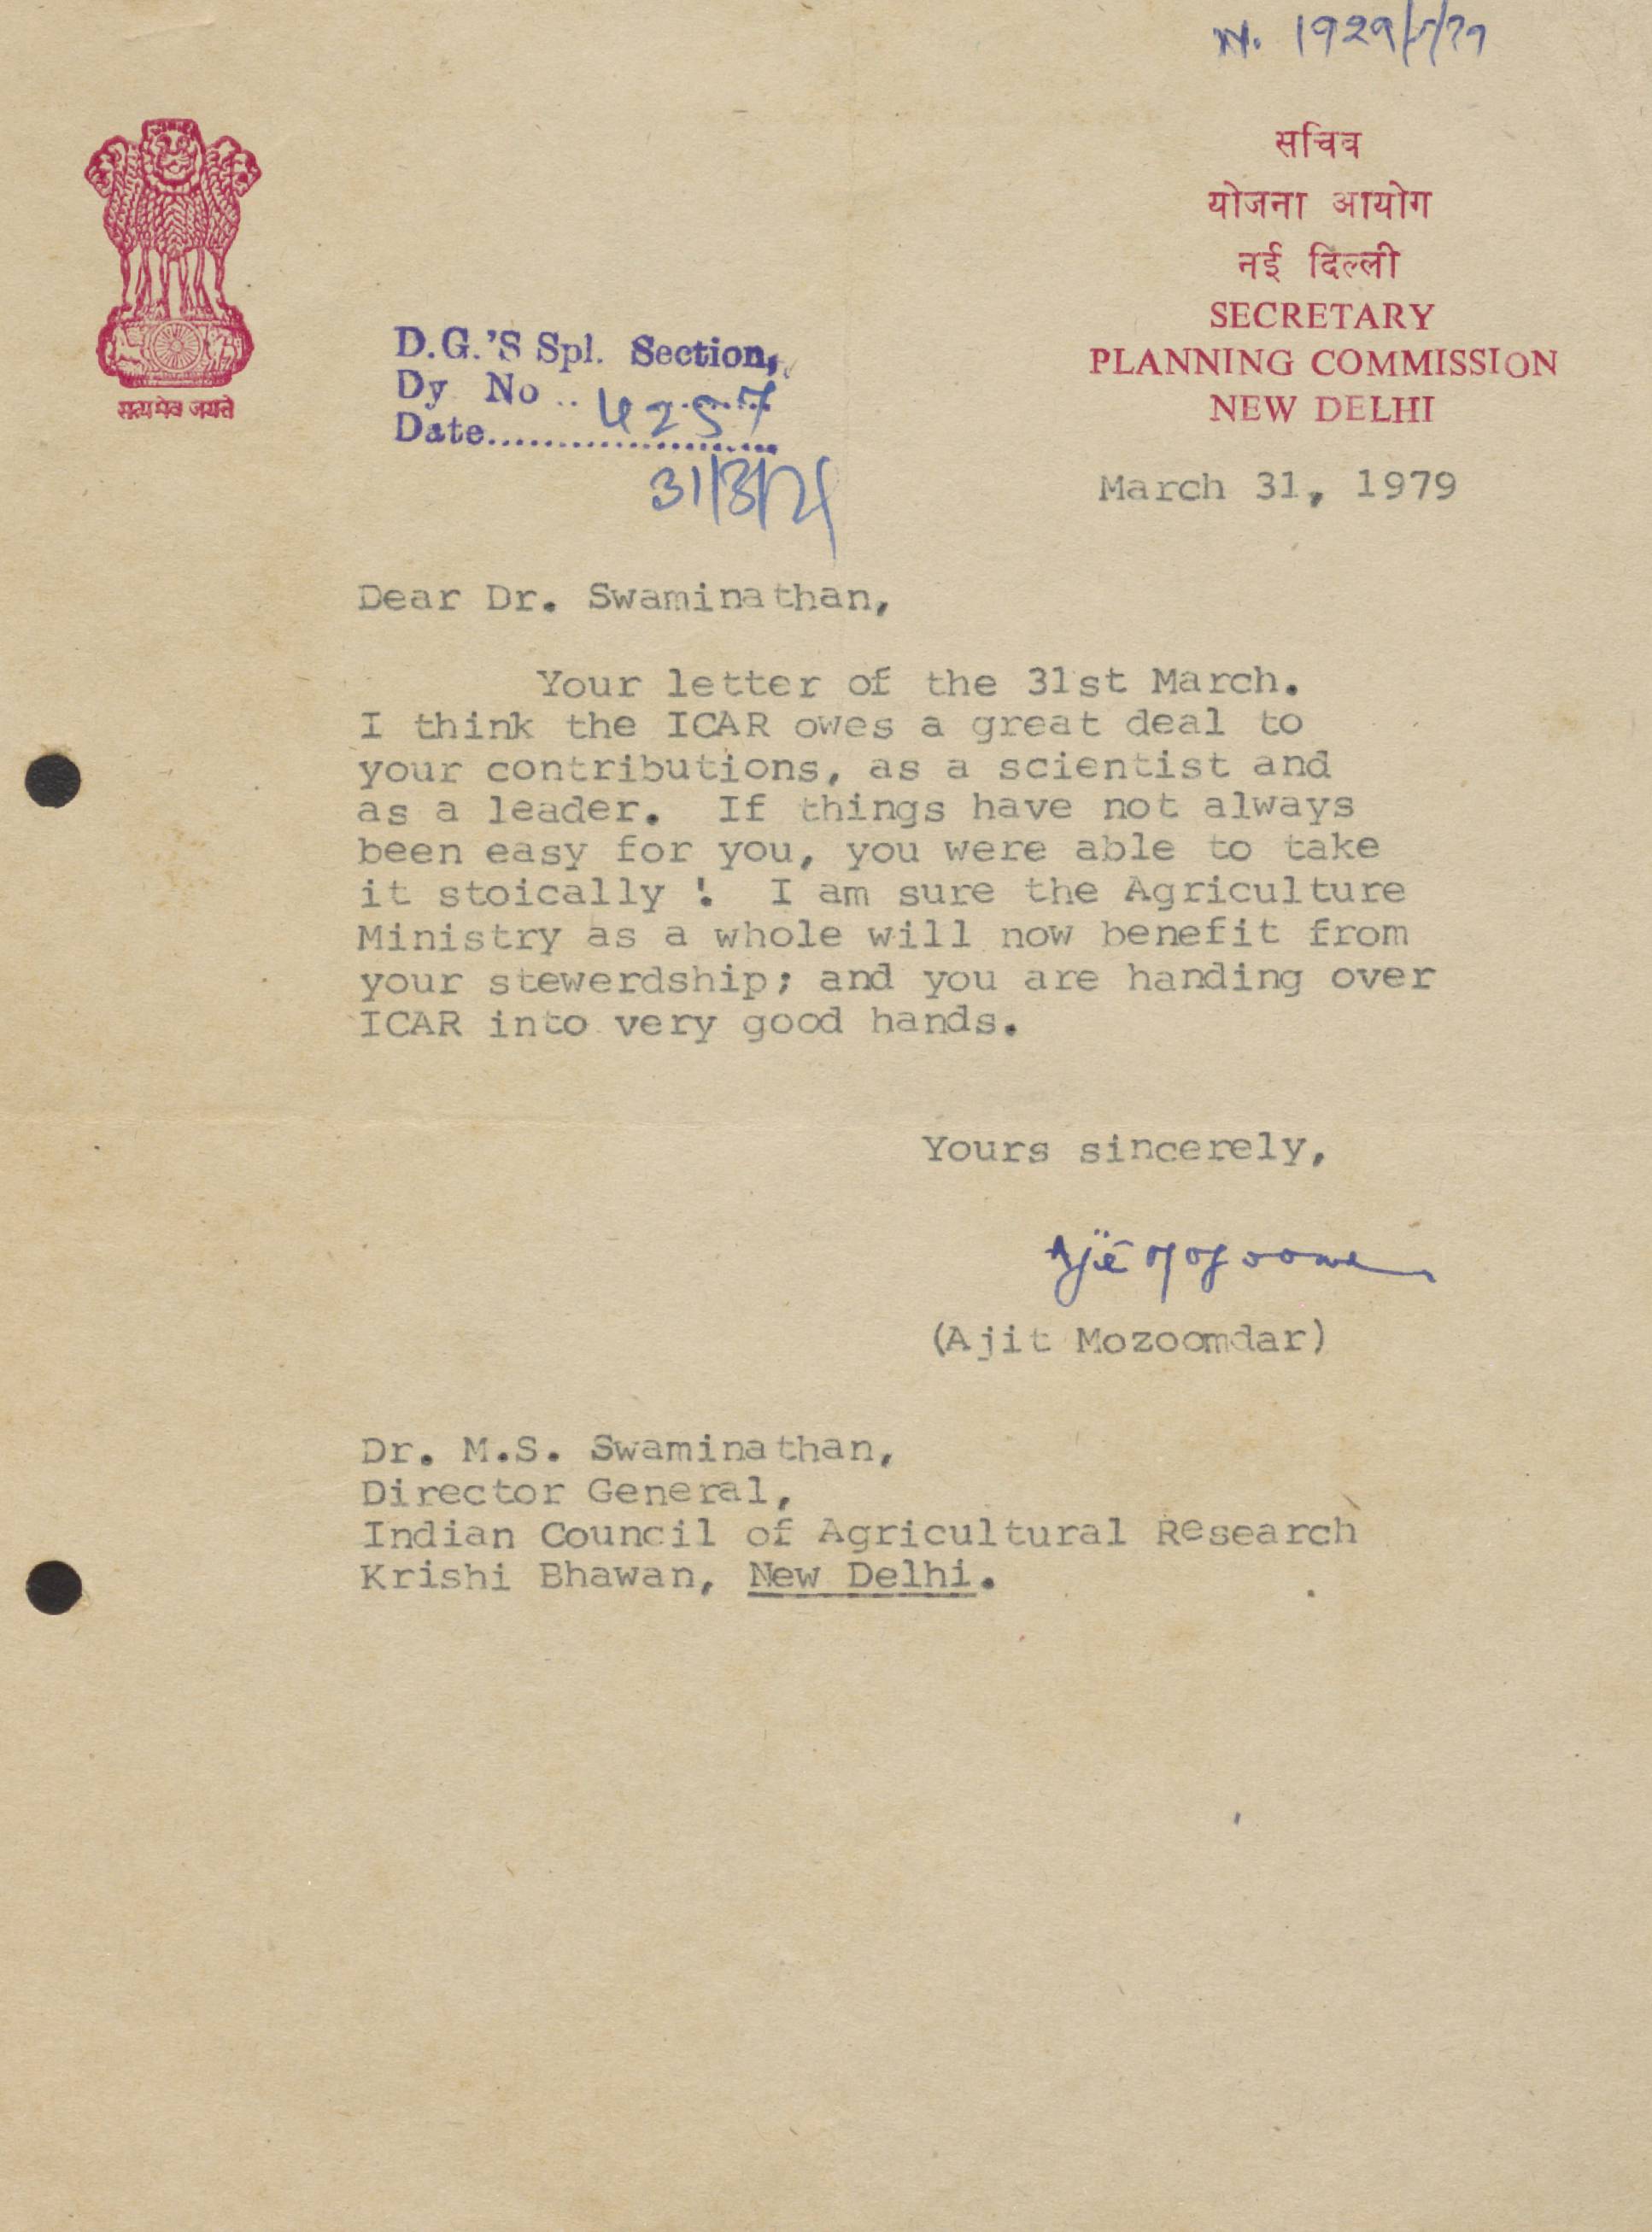 सचिव
योजना आयोग
नई दिल्ली
SECRETARY
PLANNING COMMISSION
NEW DELHI
सत्यमेव जयते
D.G.'S Spl. Section,
Dy No .. 4257
Date.....................
31/3/79
March 31, 1979
Dear Dr. Swaminathan,
Your letter of the 31st March.
I think the ICAR owes a great deal to
your contributions, as a scientist and
as a leader. If things have not always
been easy for you, you were able to take
it stoically ! I am sure the Agriculture
Ministry as a whole will now benefit from
your stewerdship; and you are handing over
ICAR into very good hands.
Yours sincerely,
(Ajit Mozoomdar)
Dr. M.S. Swaminathan,
Director General,
Indian Council of Agricultural Research
Krishi Bhawan, New Delhi.